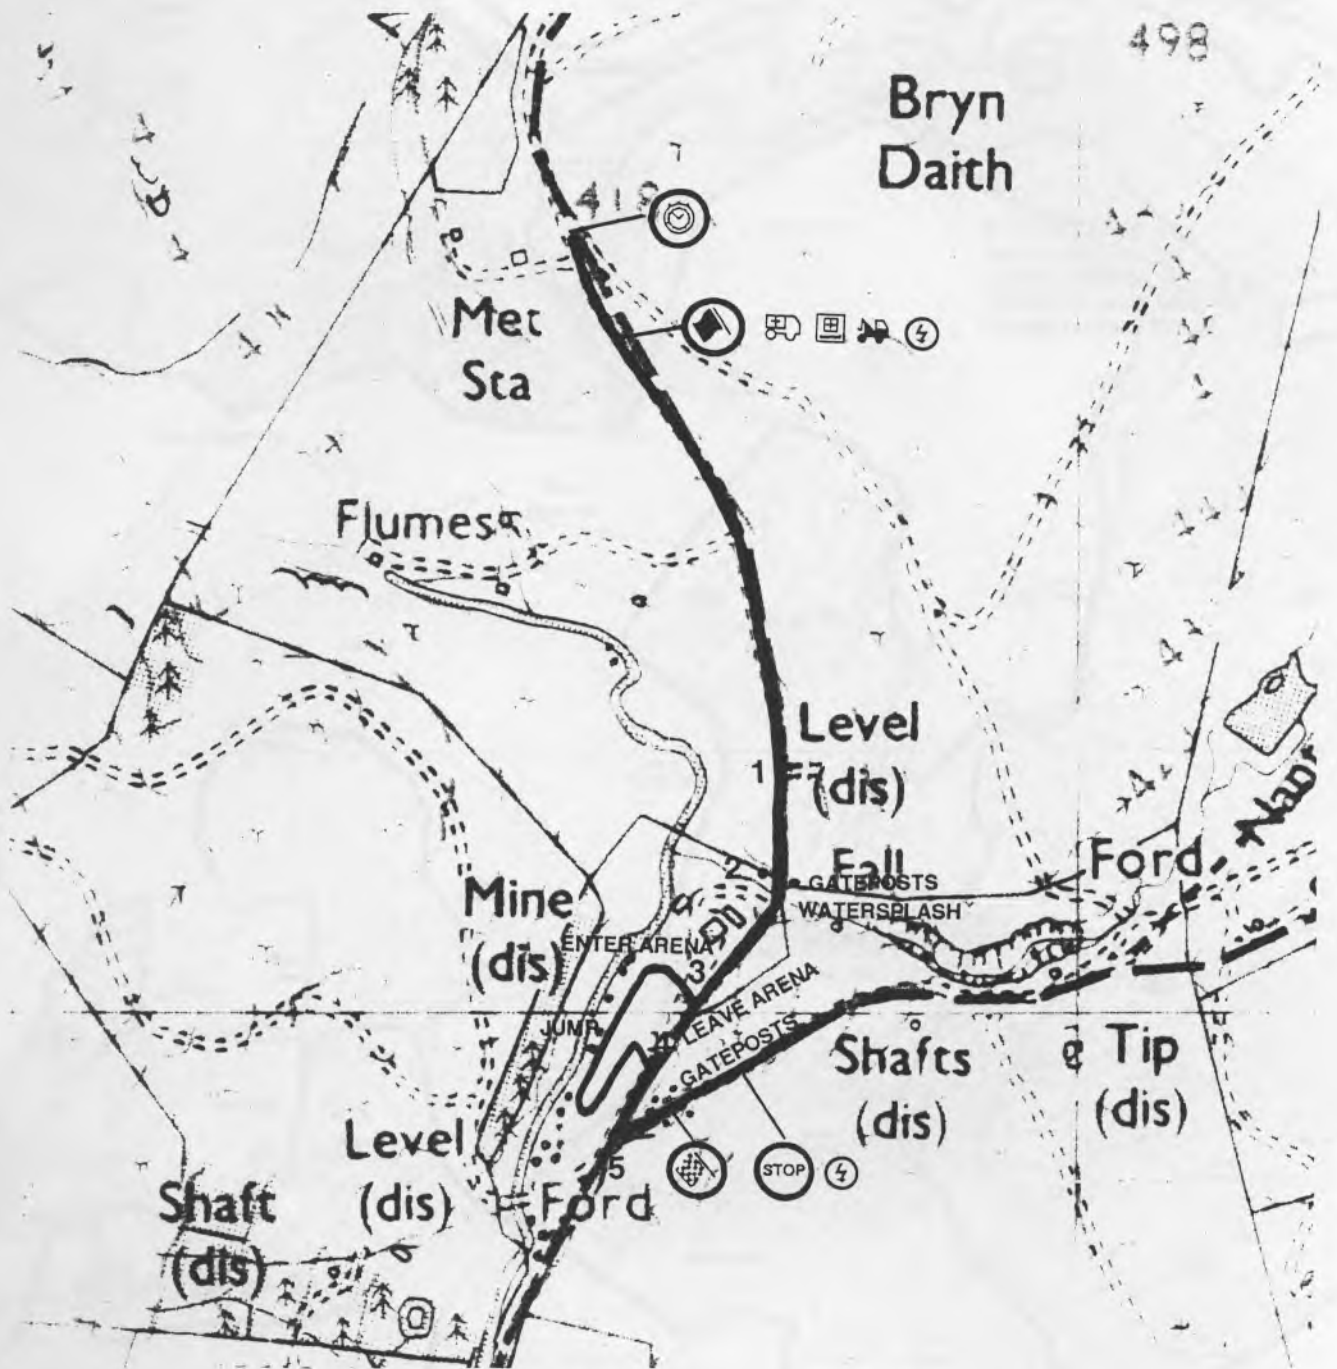 498
Bryn
Daith
418
Met
Sta
Flumes
Level
(dis)
1
2
Fall
GATEPOSTS
WATERSPLASH
Ford
Mine
(dis)
ENTER ARENA
3
JUMP
LEAVE ARENA
GATEPOSTS
Shafts
(dis)
Tip
(dis)
Level
(dis)
5
STOP
Ford
Shaft
(dis)